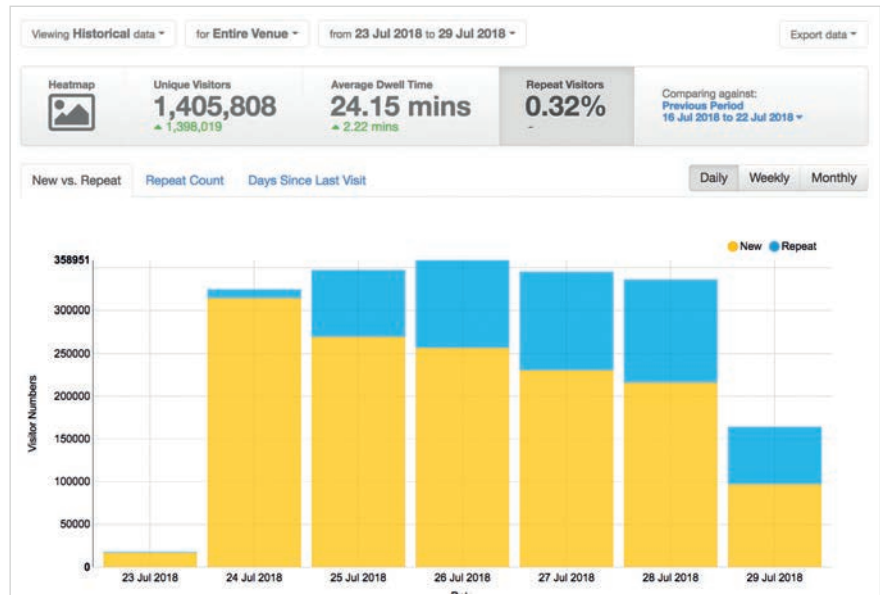 Viewing Historical data
for Entire Venue
from 23 Jul 2018 to 29 Jul 2018
Export data
Heatmap
Unique Visitors
1,405,808
1,398,019
Average Dwell Time
24.15 mins
2.22 mins
Repeat Visitors
0.32%
-
Comparing against:
Previous Period
16 Jul 2018 to 22 Jul 2018
New vs. Repeat
Repeat Count
Days Since Last Visit
Daily
Weekly
Monthly
New
Repeat
358951
300000
250000
200000
150000
100000
50000
0
Visitor Numbers
23 Jul 2018
24 Jul 2018
25 Jul 2018
26 Jul 2018
27 Jul 2018
28 Jul 2018
29 Jul 2018